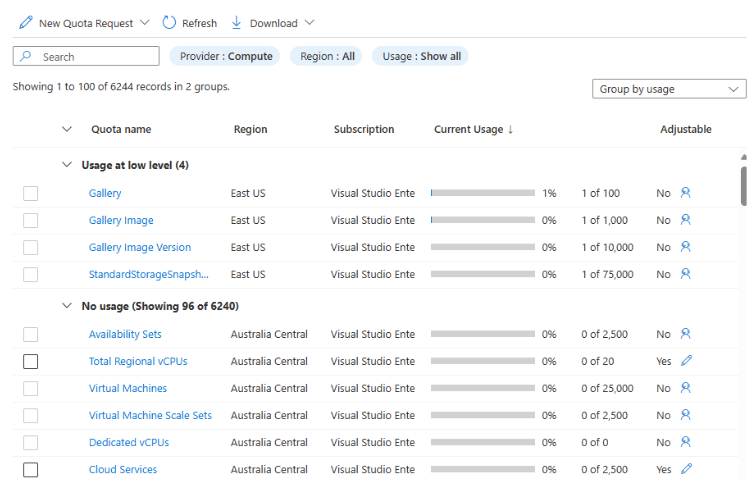 New Quota Request Refresh Download
Search Provider : Compute Region : All Usage : Show all
Showing 1 to 100 of 6244 records in 2 groups.
Group by usage
Quota name Region Subscription Current Usage ↓ Adjustable
Usage at low level (4)
Gallery East US Visual Studio Ente 1% 1 of 100 No
Gallery Image East US Visual Studio Ente 0% 1 of 1,000 No
Gallery Image Version East US Visual Studio Ente 0% 1 of 10,000 No
StandardStorageSnapsh... East US Visual Studio Ente 0% 1 of 75,000 No
No usage (Showing 96 of 6240)
Availability Sets Australia Central Visual Studio Ente 0% 0 of 2,500 No
Total Regional vCPUs Australia Central Visual Studio Ente 0% 0 of 20 Yes
Virtual Machines Australia Central Visual Studio Ente 0% 0 of 25,000 No
Virtual Machine Scale Sets Australia Central Visual Studio Ente 0% 0 of 2,500 No
Dedicated vCPUs Australia Central Visual Studio Ente 0% 0 of 0 No
Cloud Services Australia Central Visual Studio Ente 0% 0 of 2,500 Yes